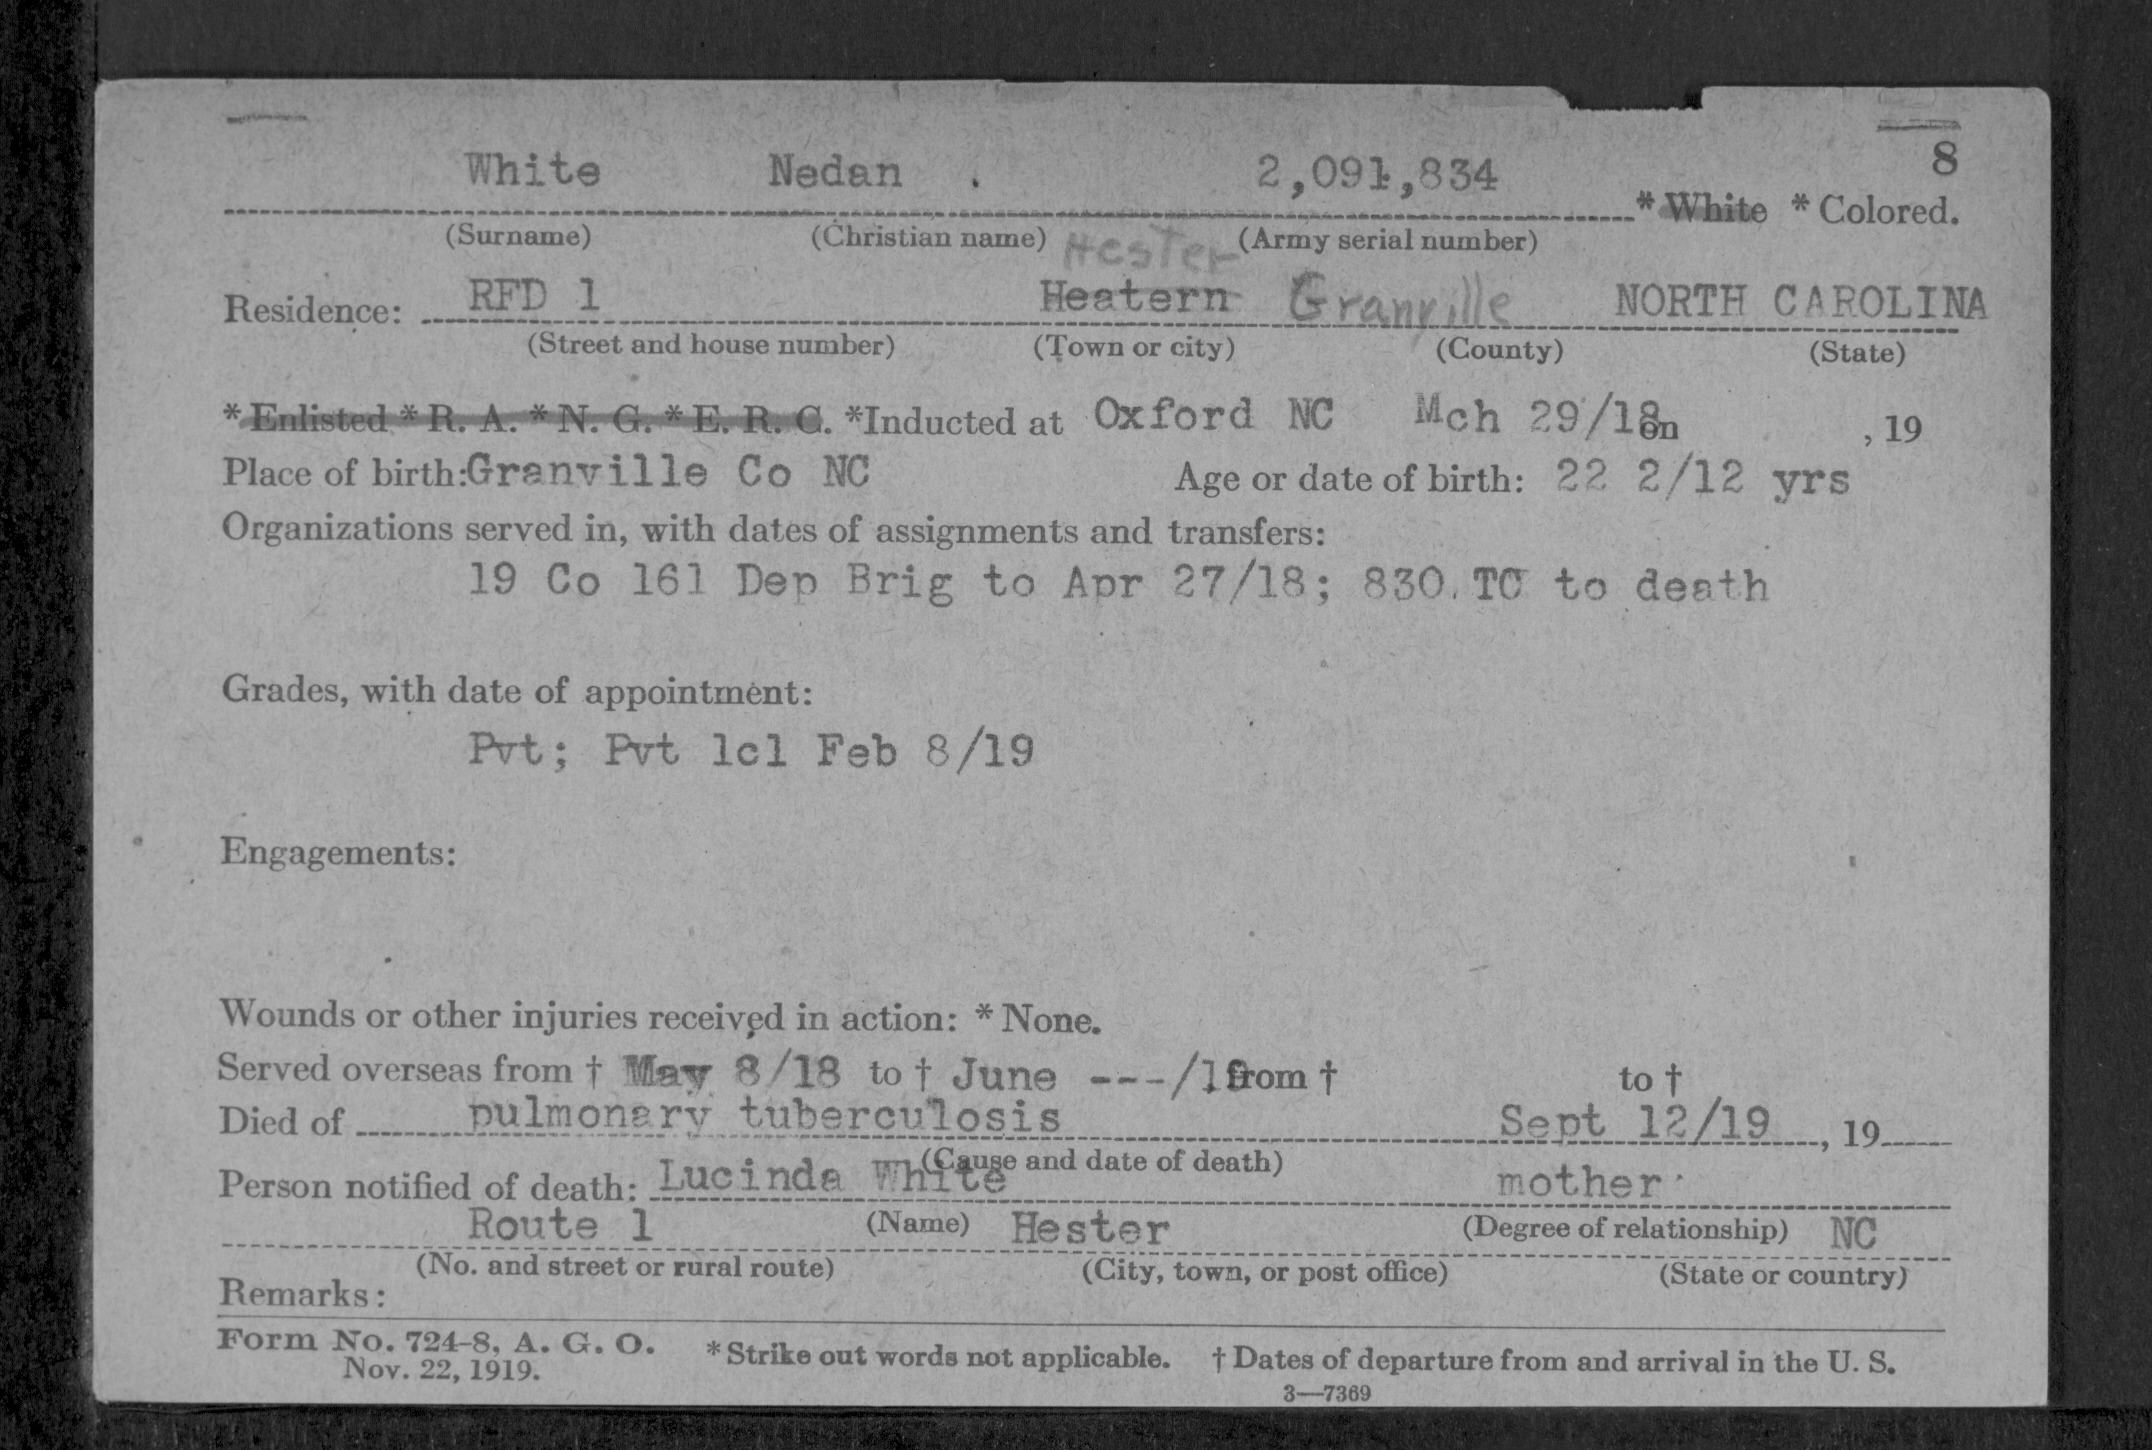 8
White Nedan . 2,091,834 * White * Colored.
(Surname) (Christian name) (Army serial number)
Hester
Residence: RFD 1 Heatern Granville NORTH CAROLINA
(Street and house number) (Town or city) (County) (State)
* Enlisted * R. A. * N. G. * E. R. C. *Inducted at Oxford NC Mch 29/18 on , 19
Place of birth: Granville Co NC Age or date of birth: 22 2/12 yrs
Organizations served in, with dates of assignments and transfers:
19 Co 161 Dep Brig to Apr 27/18; 830 TC to death
Grades, with date of appointment:
Pvt; Pvt 1cl Feb 8/19
Engagements:
Wounds or other injuries received in action: * None.
Served overseas from † May 8/18 to † June ---/19 from † to †
Died of pulmonary tuberculosis Sept 12/19 , 19
(Cause and date of death)
Person notified of death: Lucinda White mother
(Name) (Degree of relationship)
Route 1 Hester NC
(No. and street or rural route) (City, town, or post office) (State or country)
Remarks:
Form No. 724-8, A. G. O. * Strike out words not applicable. † Dates of departure from and arrival in the U. S.
Nov. 22, 1919.
3—7369